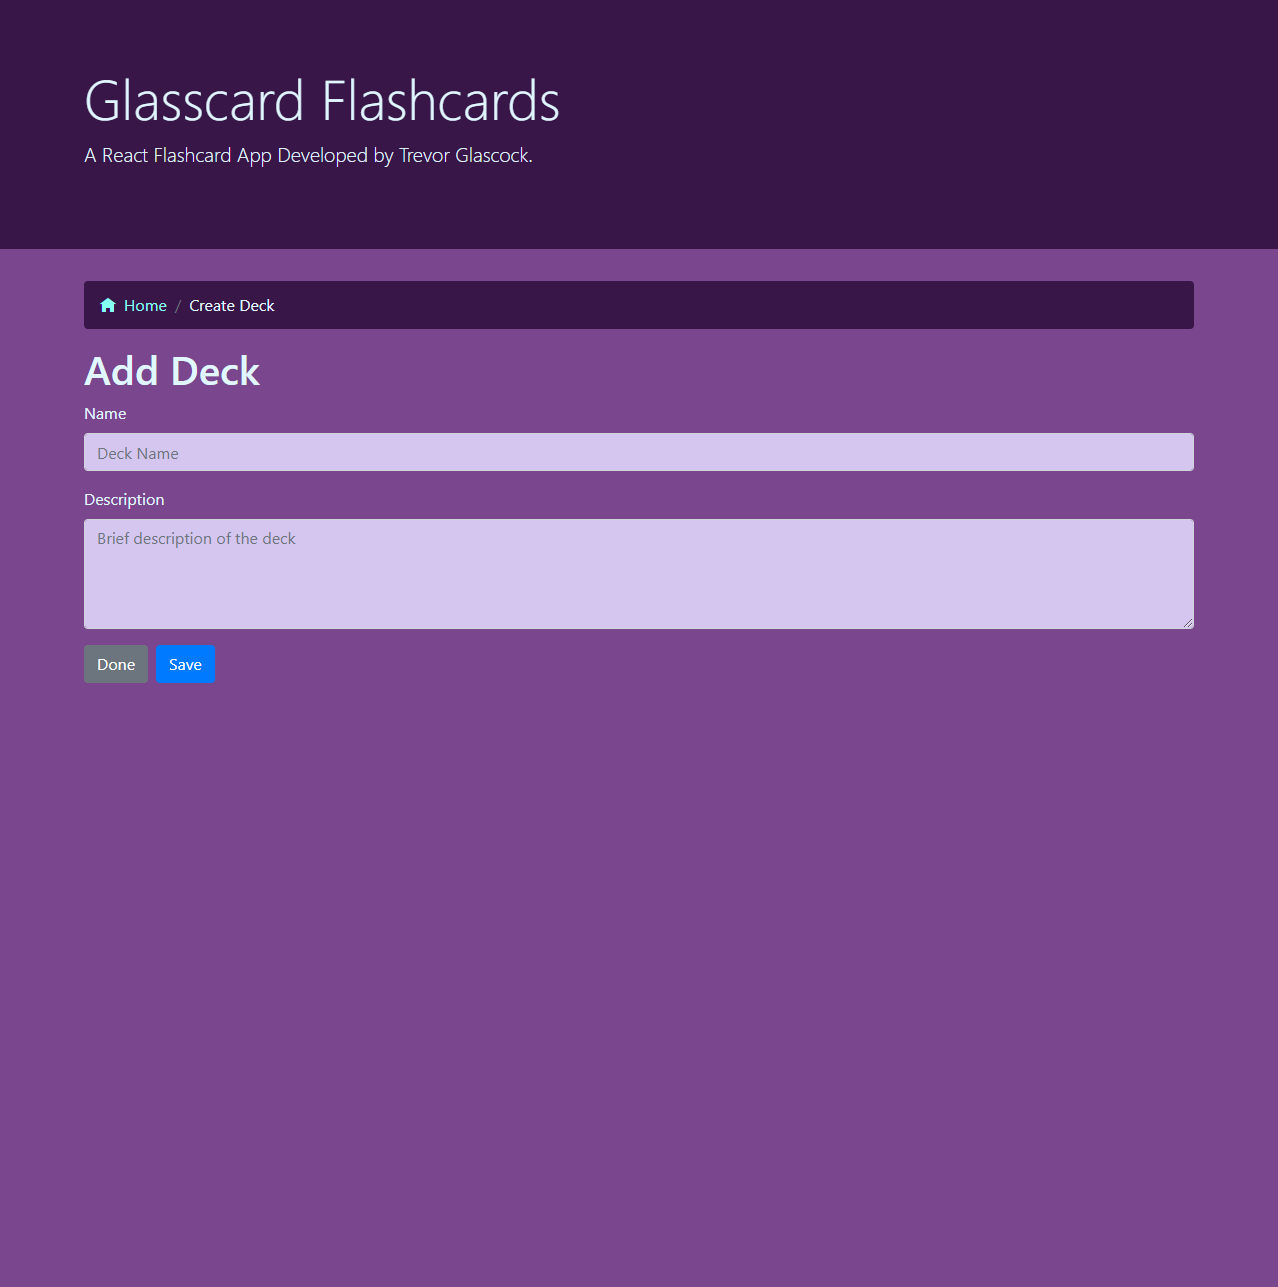 Glasscard Flashcards
A React Flashcard App Developed by Trevor Glascock.
Home / Create Deck
Add Deck
Name
Deck Name
Description
Brief description of the deck
Done Save